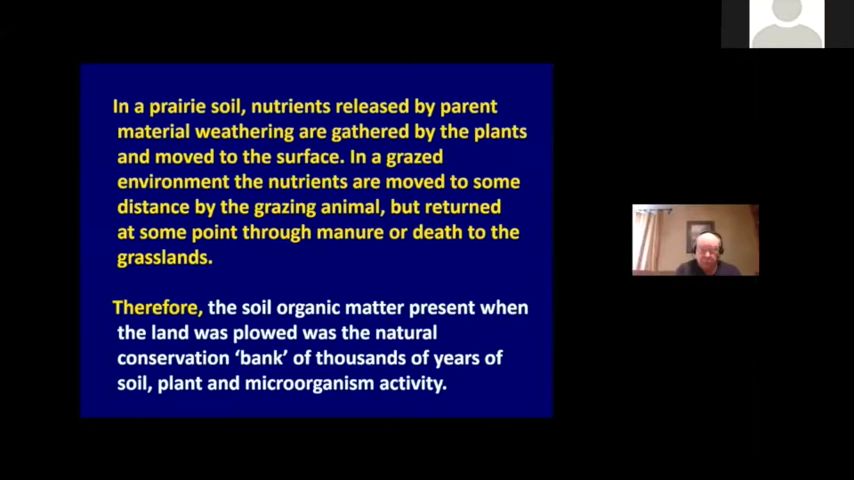 In a prairie soil, nutrients released by parent
material weathering are gathered by the plants
and moved to the surface. In a grazed
environment the nutrients are moved to some
distance by the grazing animal, but returned
at some point through manure or death to the
grasslands.
Therefore, the soil organic matter present when
the land was plowed was the natural
conservation ‘bank’ of thousands of years of
soil, plant and microorganism activity.